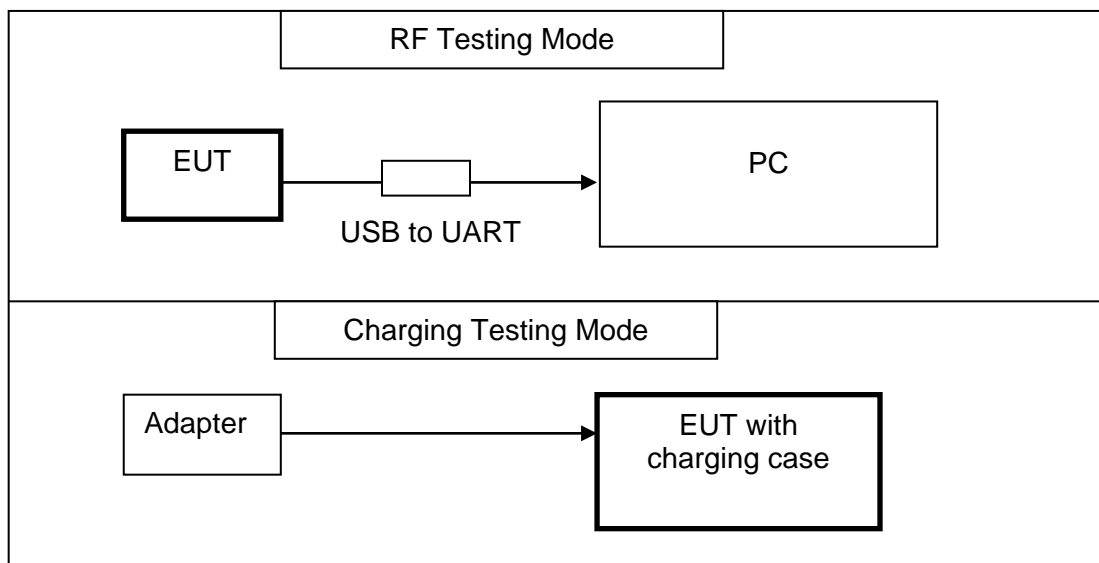 RF Testing Mode
EUT
PC
USB to UART
Charging Testing Mode
Adapter
EUT with
charging case